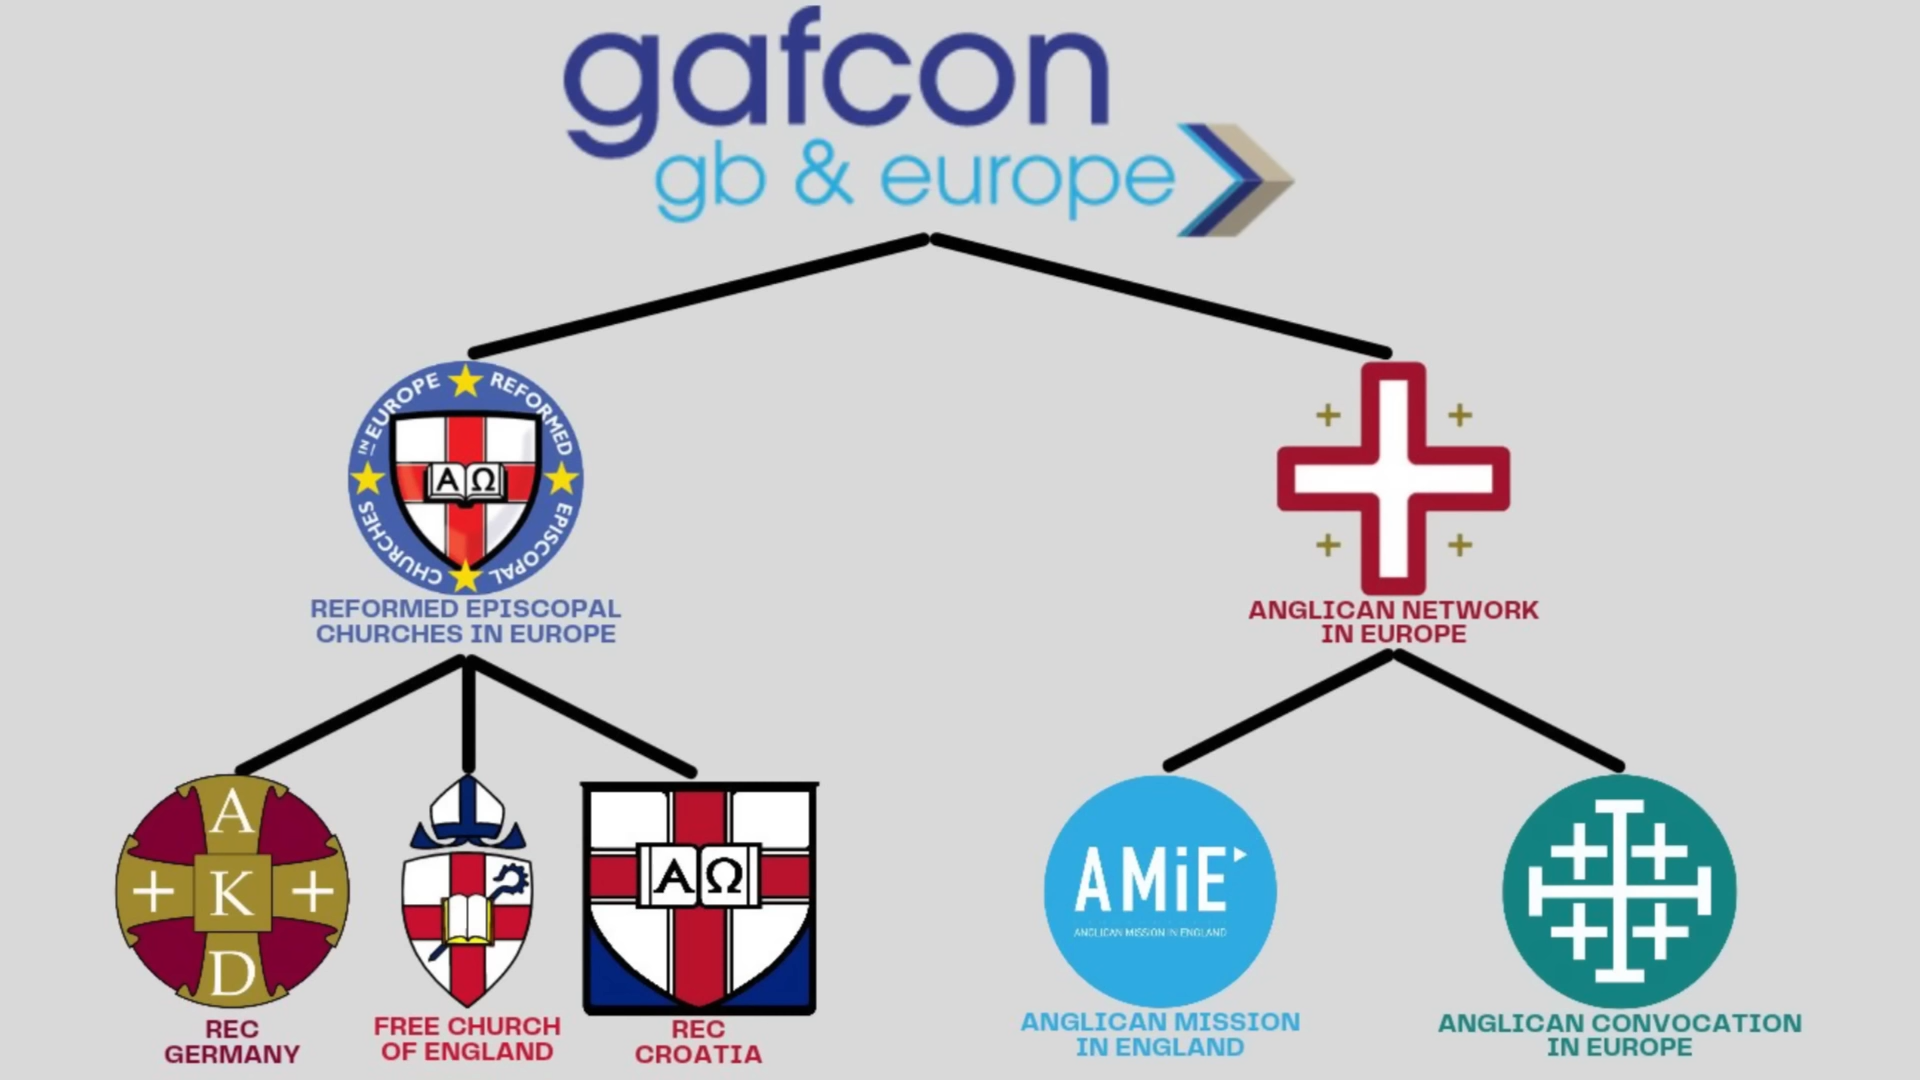 gafcon
gb & europe
IN EUROPE REFORMED EPISCOPAL CHURCHES
Α Ω
REFORMED EPISCOPAL
CHURCHES IN EUROPE
ANGLICAN NETWORK
IN EUROPE
A
K
D
REC
GERMANY
FREE CHURCH
OF ENGLAND
Α Ω
REC
CROATIA
AMiE
ANGLICAN MISSION IN ENGLAND
ANGLICAN MISSION
IN ENGLAND
ANGLICAN CONVOCATION
IN EUROPE